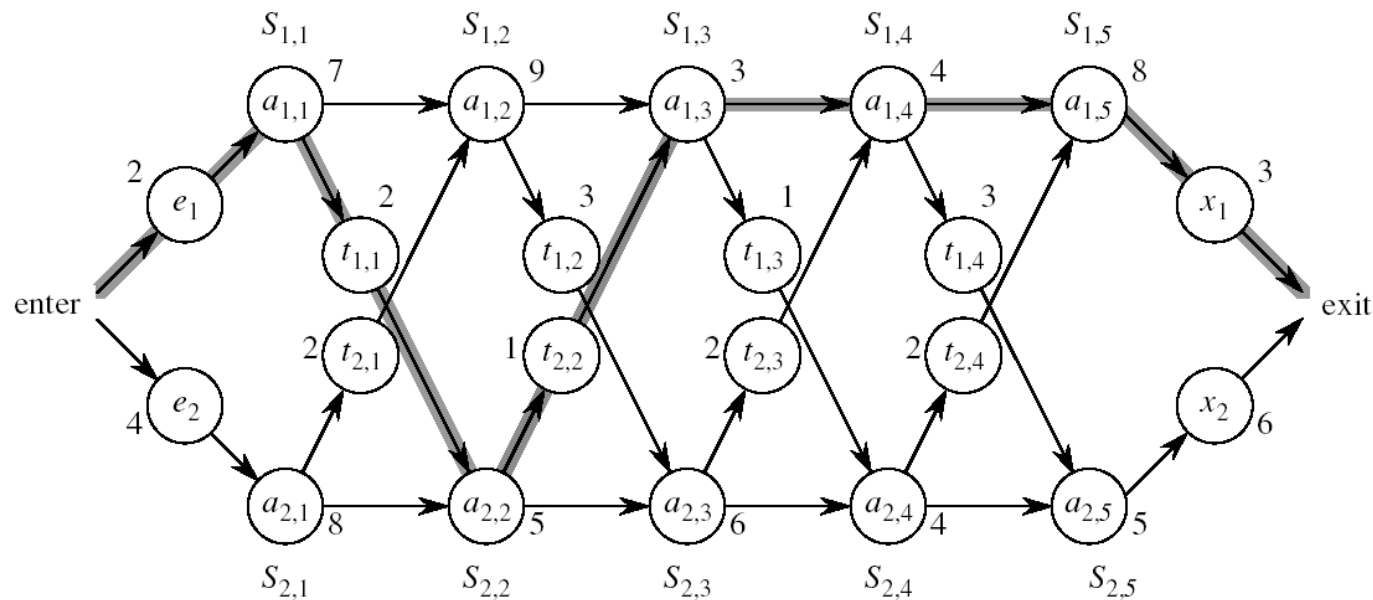 S1,1 S1,2 S1,3 S1,4 S1,5
7 9 3 4 8
a1,1 a1,2 a1,3 a1,4 a1,5
2 3
e1 2 3 1 3 x1
t1,1 t1,2 t1,3 t1,4
enter exit
2 t2,1 1 t2,2 2 t2,3 2 t2,4
e2 x2
4 6
a2,1 a2,2 a2,3 a2,4 a2,5
8 5 6 4 5
S2,1 S2,2 S2,3 S2,4 S2,5